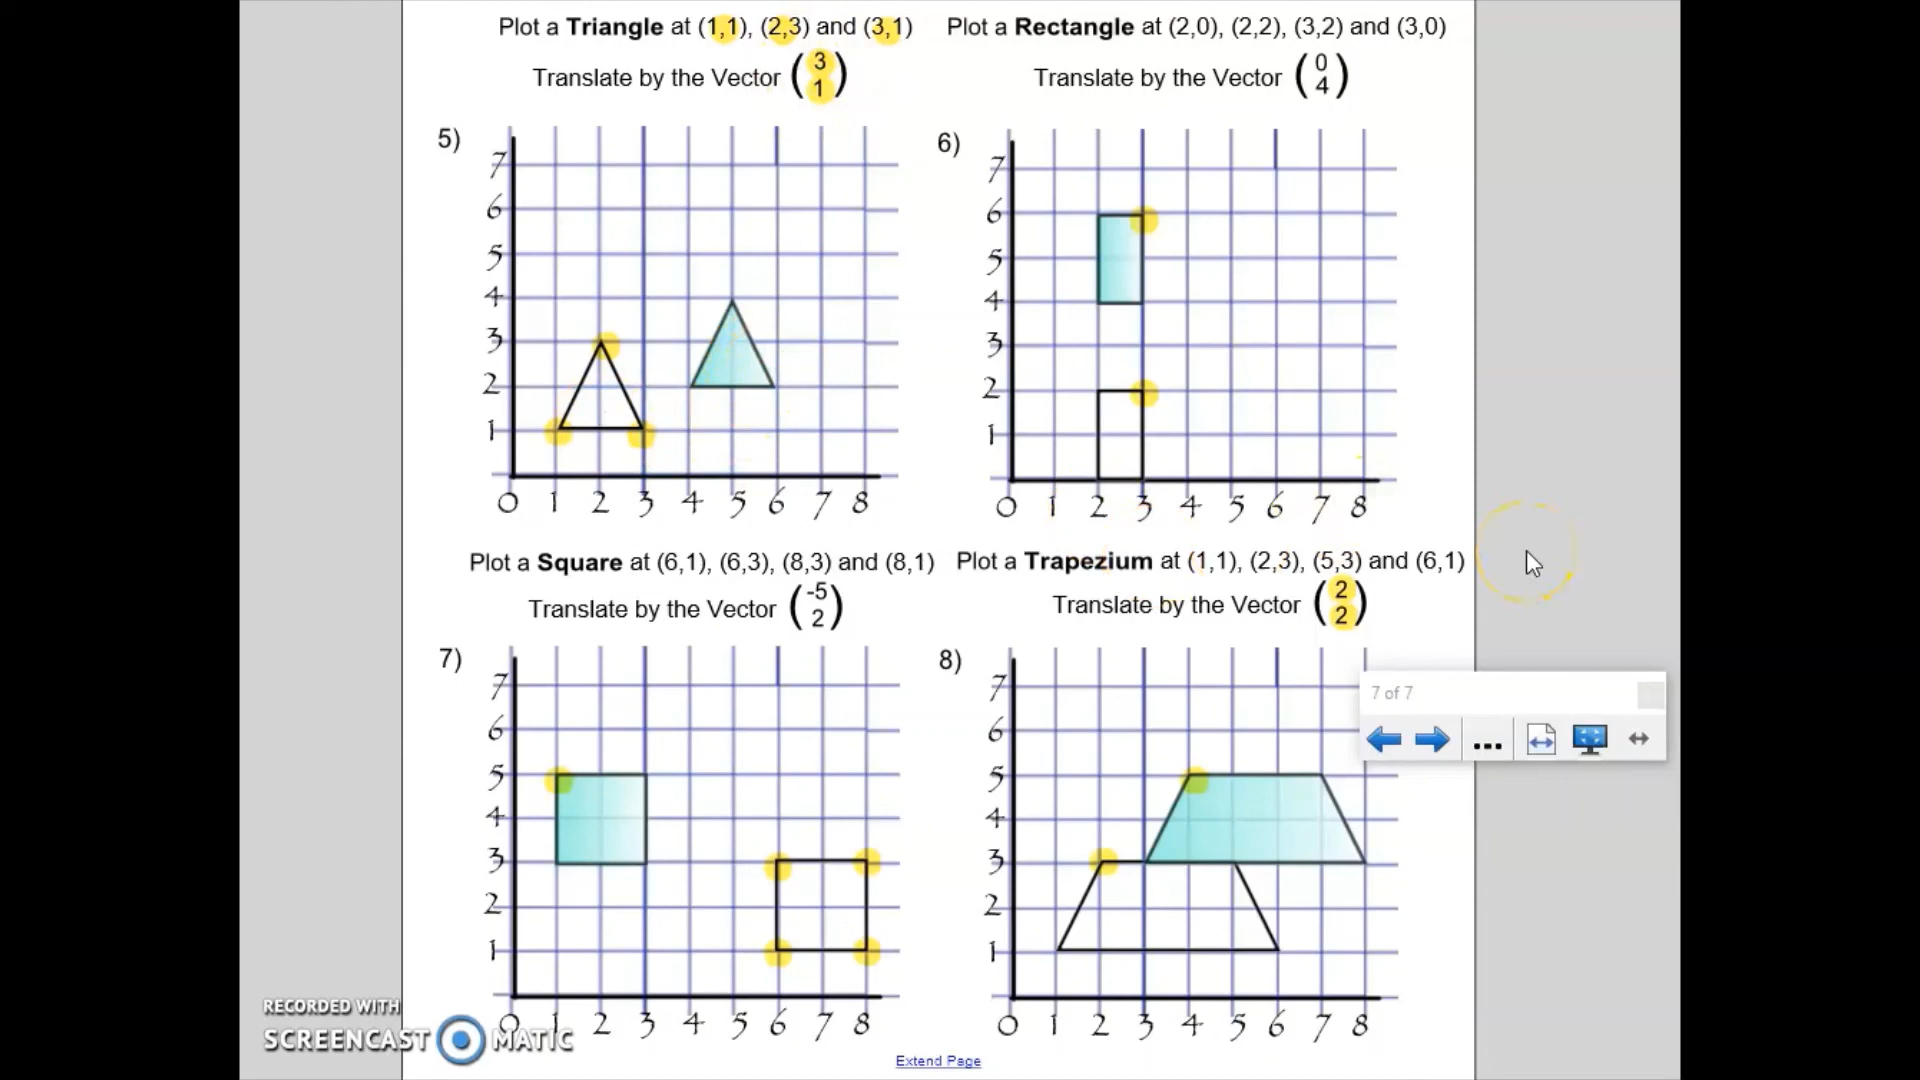 Plot a Triangle at (1,1), (2,3) and (3,1)
Translate by the Vector (3 1)
5)
7
6
5
4
3
2
1
0 1 2 3 4 5 6 7 8
Plot a Rectangle at (2,0), (2,2), (3,2) and (3,0)
Translate by the Vector (0 4)
6)
7
6
5
4
3
2
1
0 1 2 3 4 5 6 7 8
Plot a Square at (6,1), (6,3), (8,3) and (8,1)
Translate by the Vector (-5 2)
7)
7
6
5
4
3
2
1
0 1 2 3 4 5 6 7 8
Plot a Trapezium at (1,1), (2,3), (5,3) and (6,1)
Translate by the Vector (2 2)
8)
7
6
5
4
3
2
1
0 1 2 3 4 5 6 7 8
7 of 7
...
Extend Page
RECORDED WITH
SCREENCAST MATIC